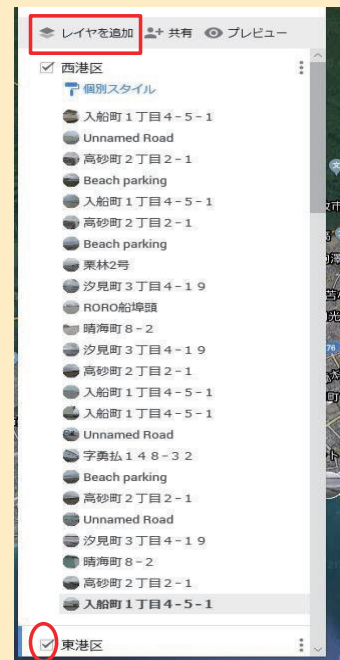 レイヤを追加 共有 プレビュー
西港区
個別スタイル
入船町1丁目4-5-1
Unnamed Road
高砂町2丁目2-1
Beach parking
入船町1丁目4-5-1
高砂町2丁目2-1
Beach parking
栗林2号
汐見町3丁目4-19
RORO船埠頭
晴海町8-2
汐見町3丁目4-19
高砂町2丁目2-1
入船町1丁目4-5-1
入船町1丁目4-5-1
Unnamed Road
字勇払148-32
Beach parking
高砂町2丁目2-1
Unnamed Road
汐見町3丁目4-19
晴海町8-2
高砂町2丁目2-1
入船町1丁目4-5-1
東港区